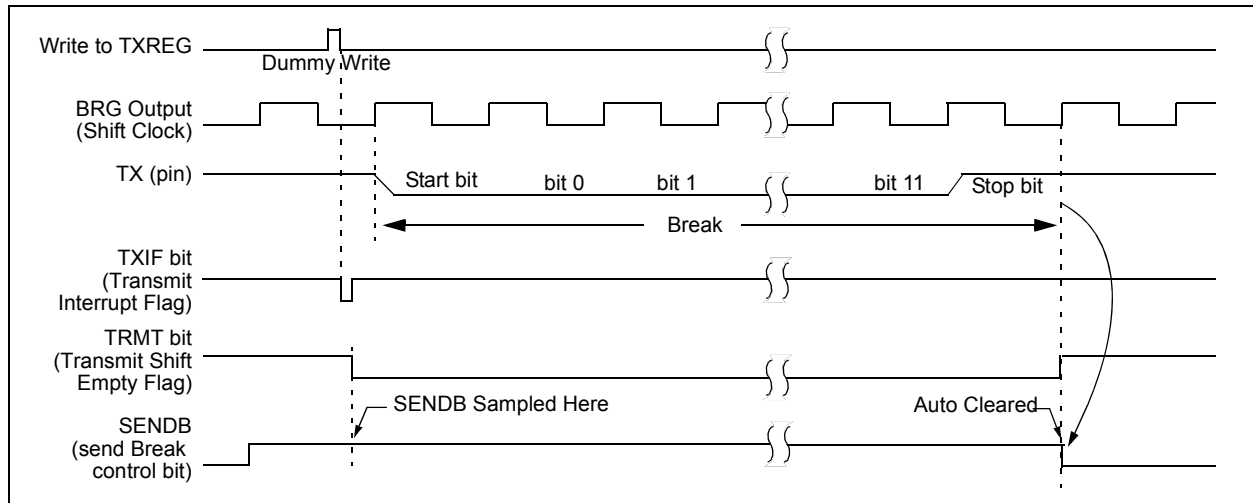 Write to TXREG
Dummy Write
BRG Output
(Shift Clock)
TX (pin)
Start bit
bit 0
bit 1
bit 11
Stop bit
Break
TXIF bit
(Transmit
Interrupt Flag)
TRMT bit
(Transmit Shift
Empty Flag)
SENDB Sampled Here
Auto Cleared
SENDB
(send Break
control bit)